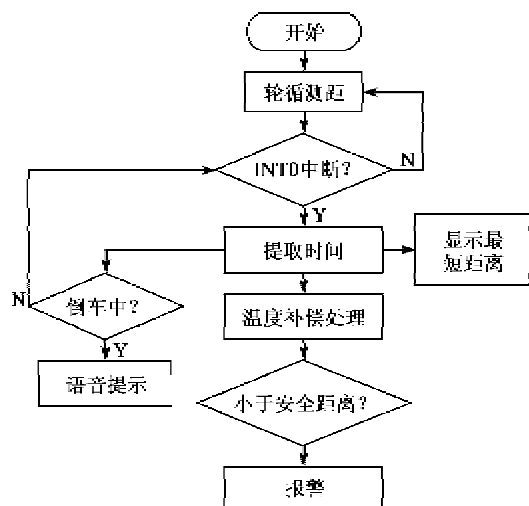 开始
轮循测距
INT0中断?
N
Y
提取时间
显示最
短距离
倒车中?
N
温度补偿处理
Y
语音提示
小于安全距离?
报警